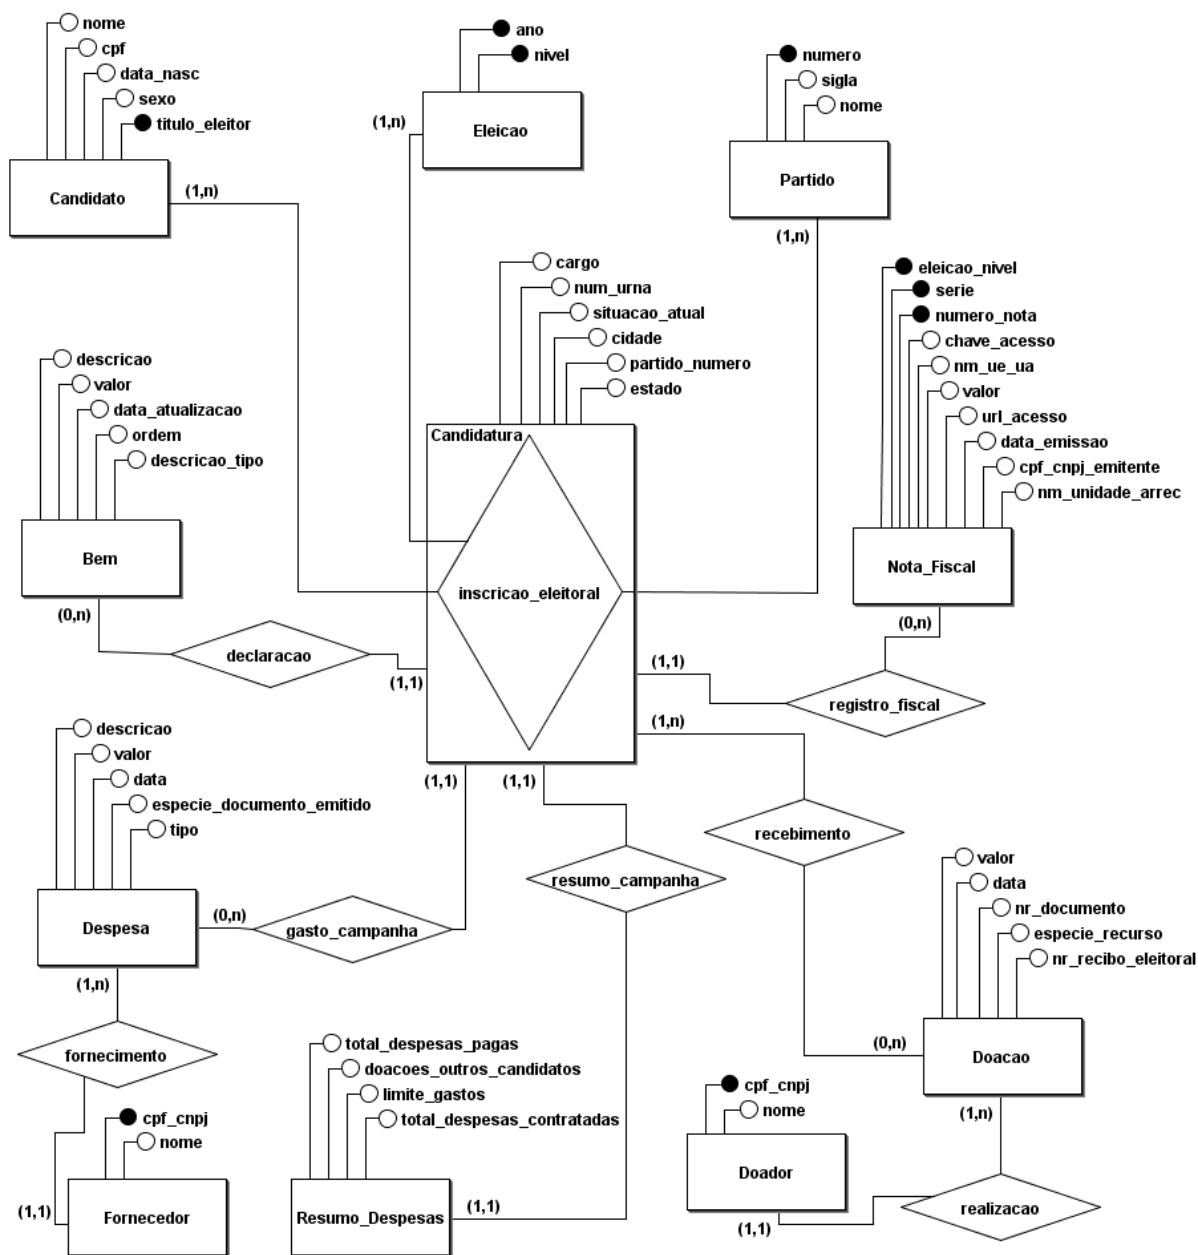 nome
cpf
data_nasc
sexo
titulo_eleitor
Candidato
(1,n)
ano
nivel
Eleicao
(1,n)
numero
sigla
nome
Partido
(1,n)
cargo
num_urna
situacao_atual
cidade
partido_numero
estado
Candidatura
inscricao_eleitoral
eleicao_nivel
serie
numero_nota
chave_acesso
nm_ue_ua
valor
url_acesso
data_emissao
cpf_cnpj_emitente
nm_unidade_arrec
Nota_Fiscal
(0,n)
registro_fiscal
(1,1)
descricao
valor
data_atualizacao
ordem
descricao_tipo
Bem
(0,n)
declaracao
(1,1)
descricao
valor
data
especie_documento_emitido
tipo
Despesa
(0,n)
gasto_campanha
(1,1)
(1,n)
fornecimento
cpf_cnpj
nome
(1,1)
Fornecedor
(1,1)
resumo_campanha
total_despesas_pagas
doacoes_outros_candidatos
limite_gastos
total_despesas_contratadas
Resumo_Despesas
(1,1)
(1,n)
recebimento
valor
data
nr_documento
especie_recurso
nr_recibo_eleitoral
(0,n)
Doacao
(1,n)
cpf_cnpj
nome
Doador
(1,1)
realizacao